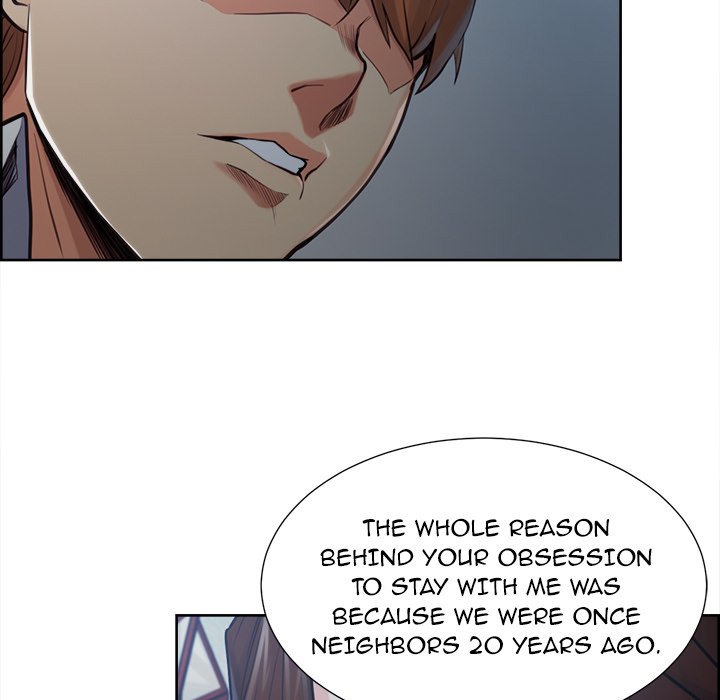 THE WHOLE REASON
BEHIND YOUR OBSESSION
TO STAY WITH ME WAS
BECAUSE WE WERE ONCE
NEIGHBORS 20 YEARS AGO.